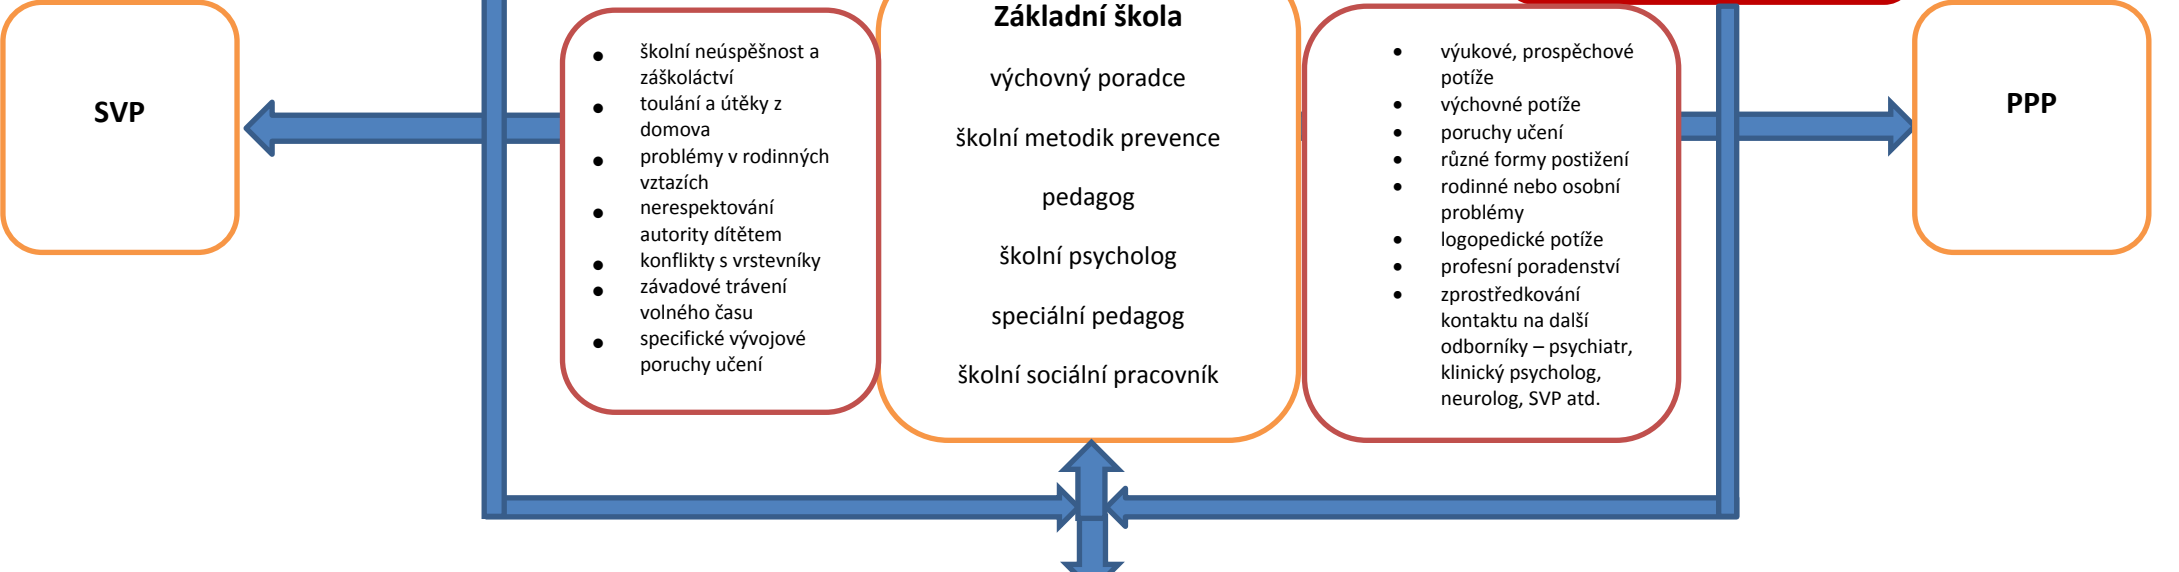 SVP
školní neúspěšnost a
záškoláctví
toulání a útěky z
domova
problémy v rodinných
vztazích
nerespektování
autority dítětem
konflikty s vrstevníky
závadové trávení
volného času
specifické vývojové
poruchy učení
Základní škola
výchovný poradce
školní metodik prevence
pedagog
školní psycholog
speciální pedagog
školní sociální pracovník
výukové, prospěchové
potíže
výchovné potíže
poruchy učení
různé formy postižení
rodinné nebo osobní
problémy
logopedické potíže
profesní poradenství
zprostředkování
kontaktu na další
odborníky – psychiatr,
klinický psycholog,
neurolog, SVP atd.
PPP